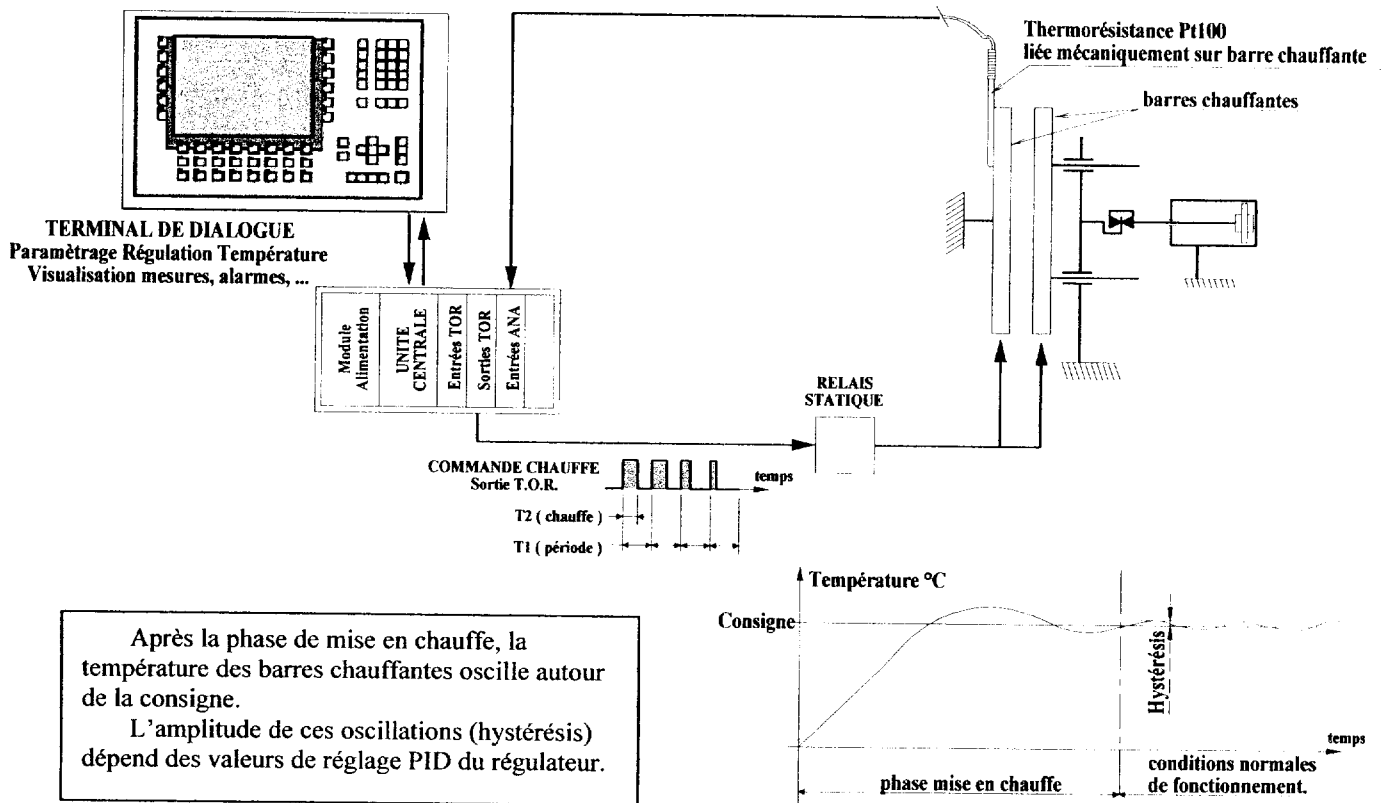 Thermorésistance Pt100
liée mécaniquement sur barre chauffante
barres chauffantes
TERMINAL DE DIALOGUE
Paramètrage Régulation Température
Visualisation mesures, alarmes, ...
Module
Alimentation
UNITE
CENTRALE
Entrées TOR
Sorties TOR
Entrées ANA
RELAIS
STATIQUE
COMMANDE CHAUFFE
Sortie T.O.R.
temps
T2 ( chauffe )
T1 ( période )
Après la phase de mise en chauffe, la
température des barres chauffantes oscille autour
de la consigne.
L'amplitude de ces oscillations (hystérésis)
dépend des valeurs de réglage PID du régulateur.
Température °C
Consigne
Hystérésis
temps
phase mise en chauffe
conditions normales
de fonctionnement.